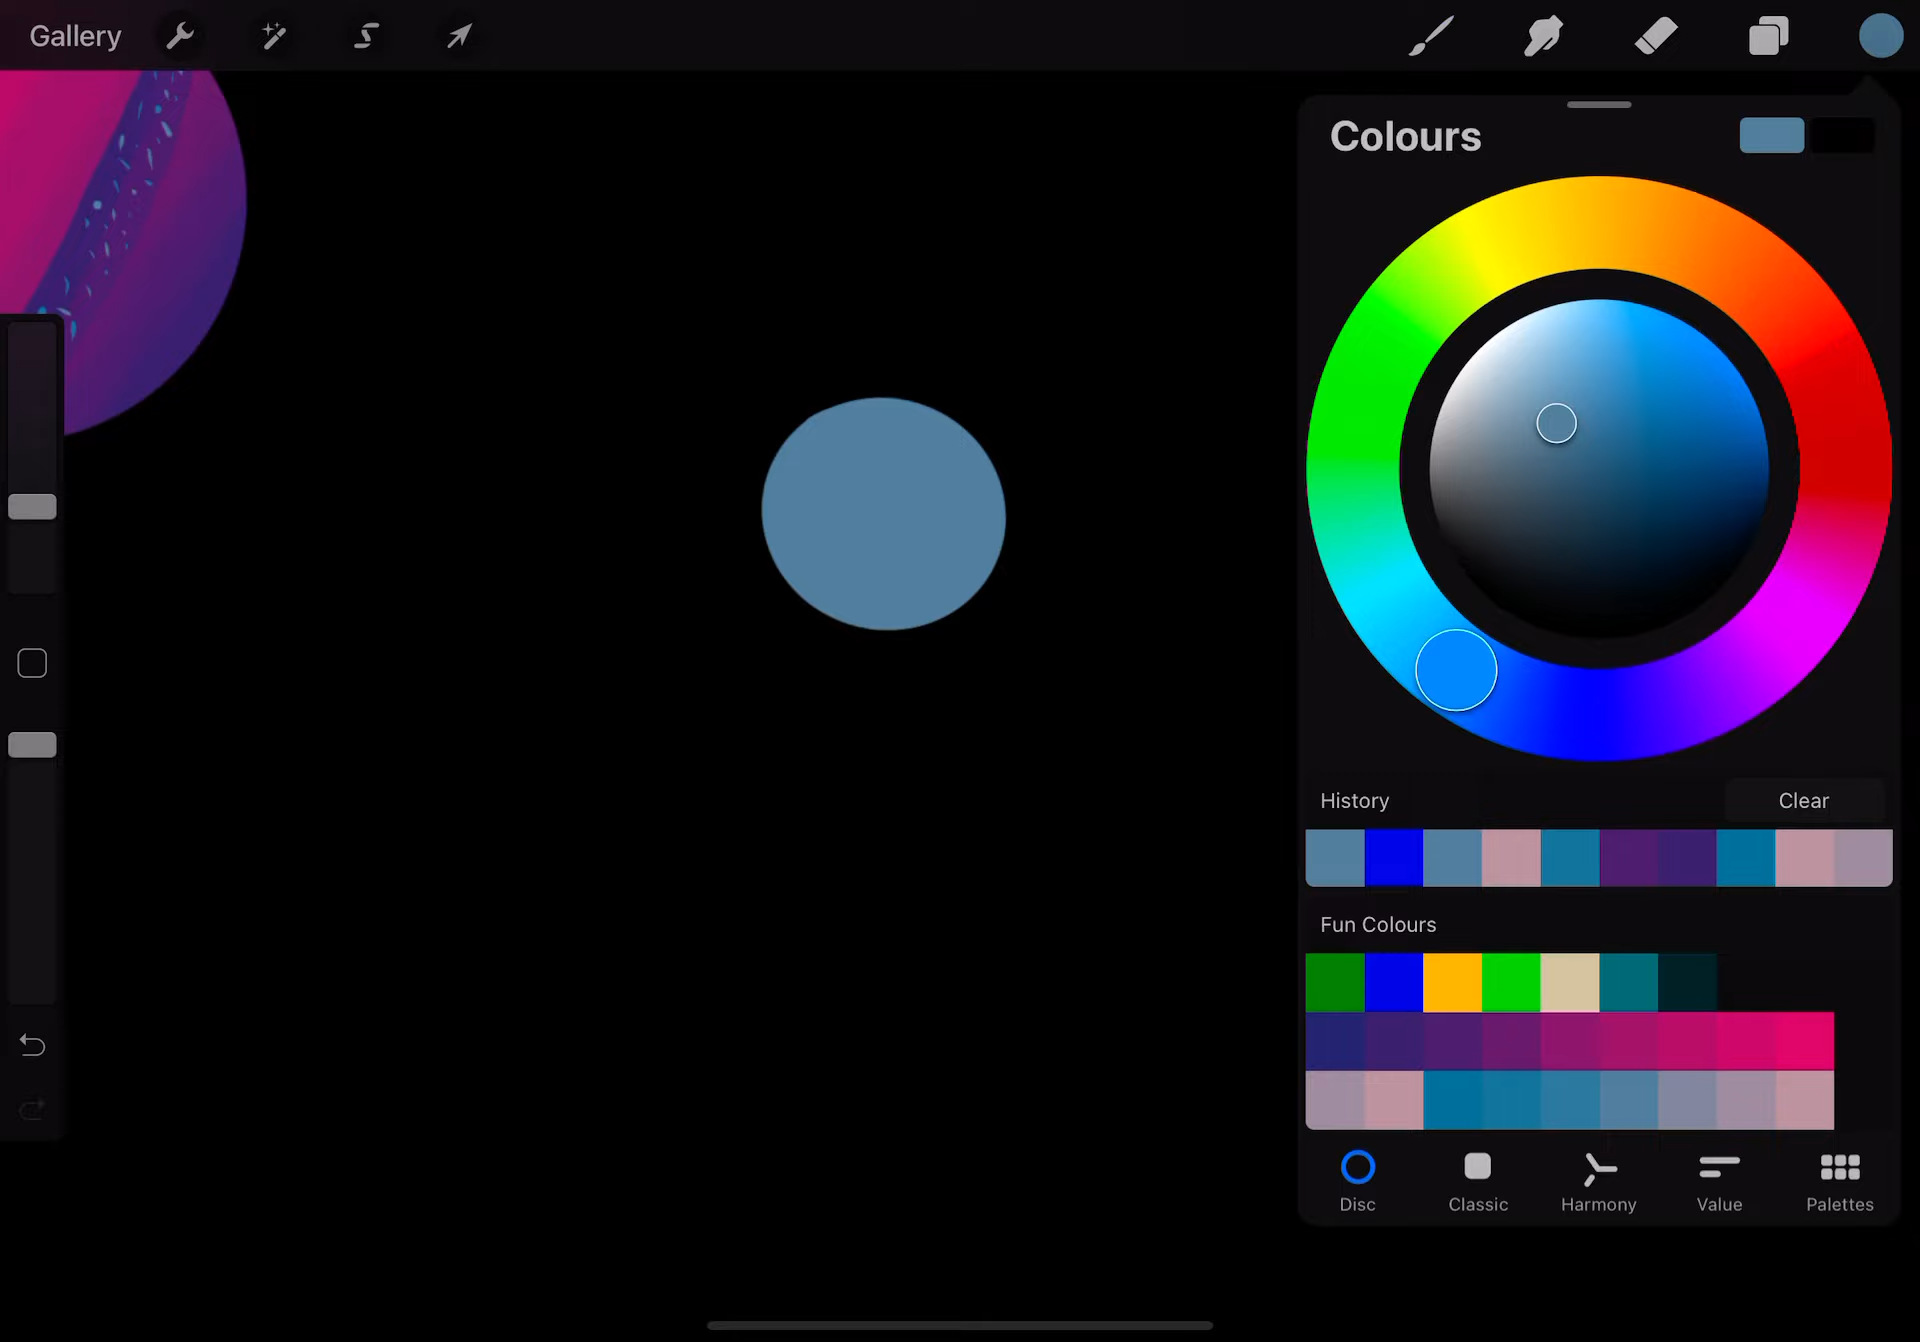 Gallery
Colours
History
Clear
Fun Colours
Disc
Classic
Harmony
Value
Palettes